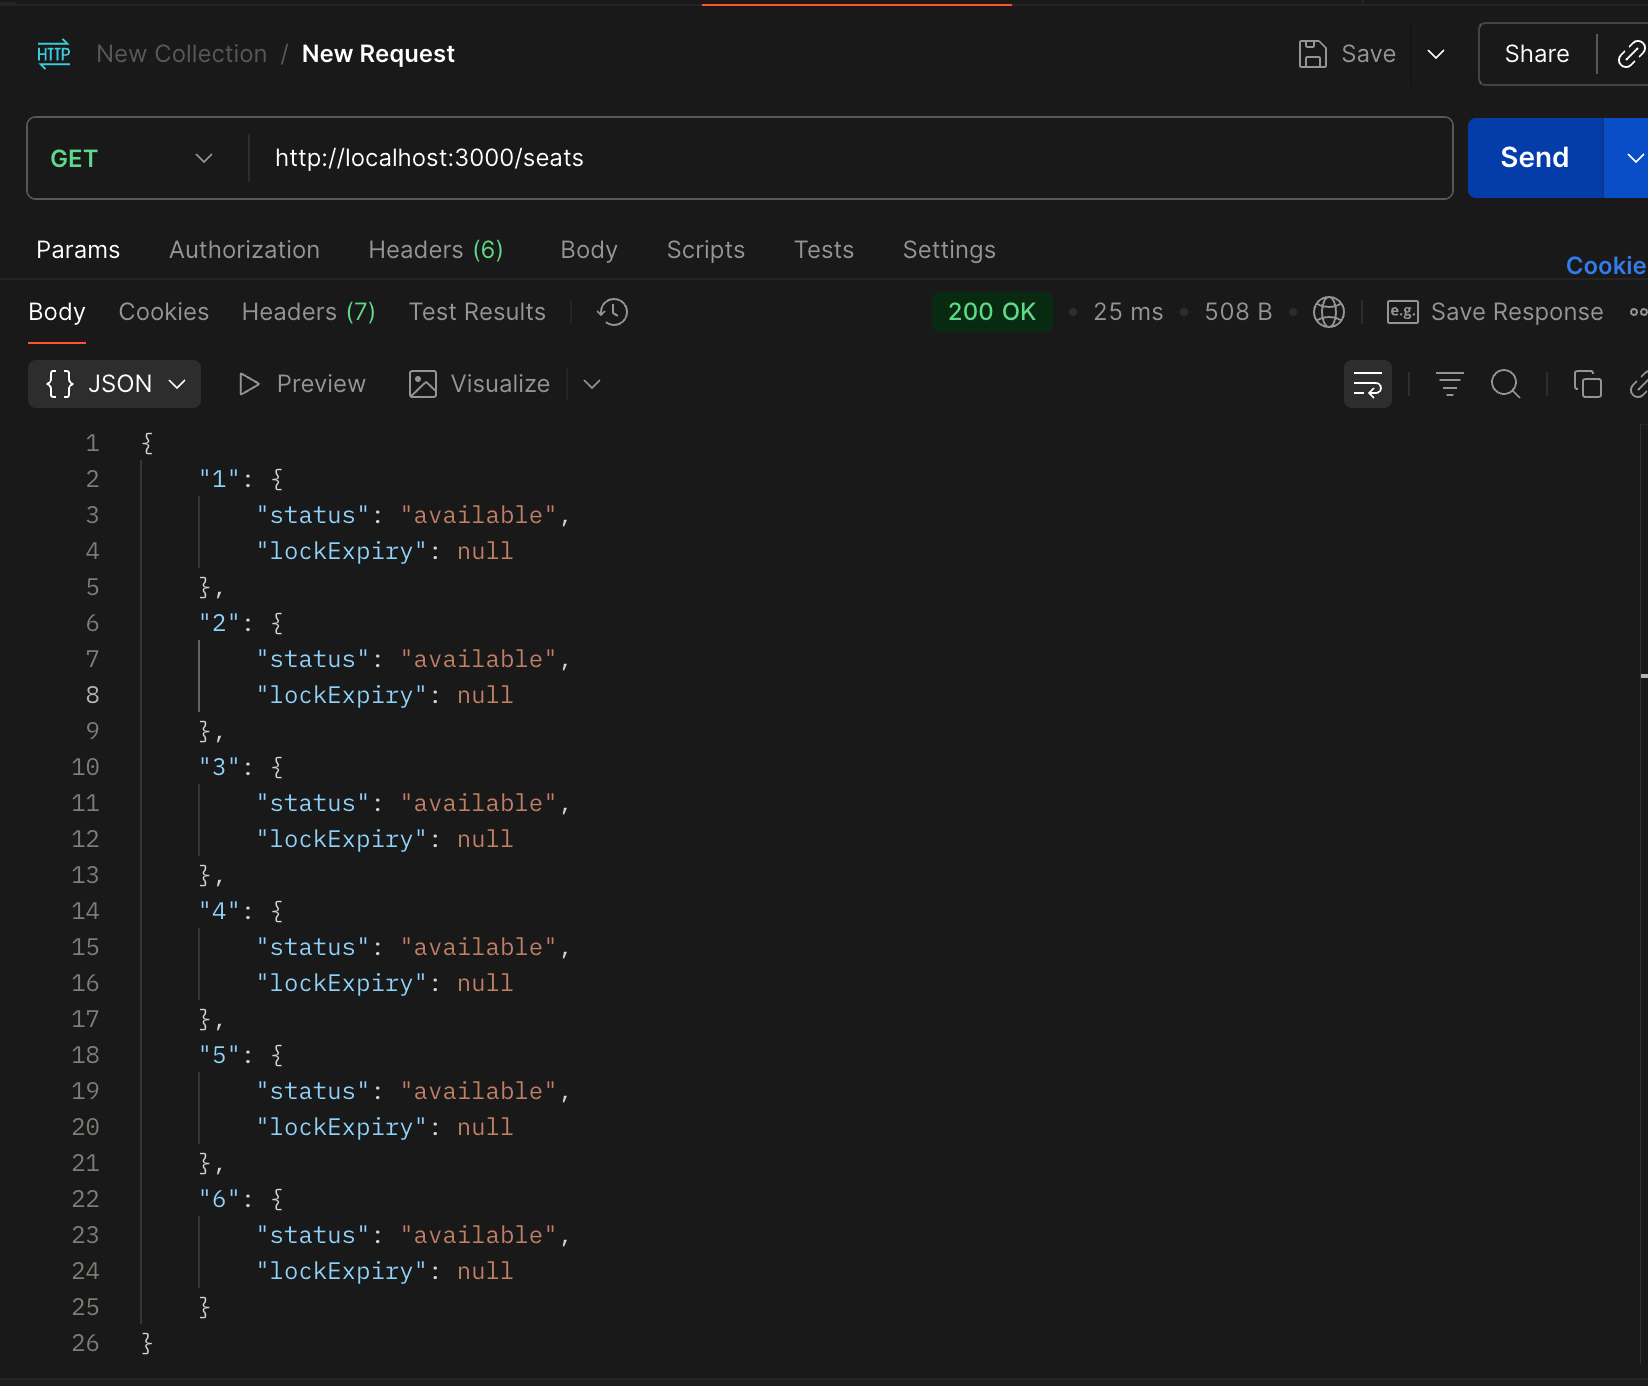 HTTP New Collection / New Request Save Share
GET http://localhost:3000/seats Send
Params Authorization Headers (6) Body Scripts Tests Settings
Cookie
Body Cookies Headers (7) Test Results 200 OK • 25 ms • 508 B • e.g. Save Response
{} JSON Preview Visualize
1 {
2 "1": {
3 "status": "available",
4 "lockExpiry": null
5 },
6 "2": {
7 "status": "available",
8 "lockExpiry": null
9 },
10 "3": {
11 "status": "available",
12 "lockExpiry": null
13 },
14 "4": {
15 "status": "available",
16 "lockExpiry": null
17 },
18 "5": {
19 "status": "available",
20 "lockExpiry": null
21 },
22 "6": {
23 "status": "available",
24 "lockExpiry": null
25 }
26 }